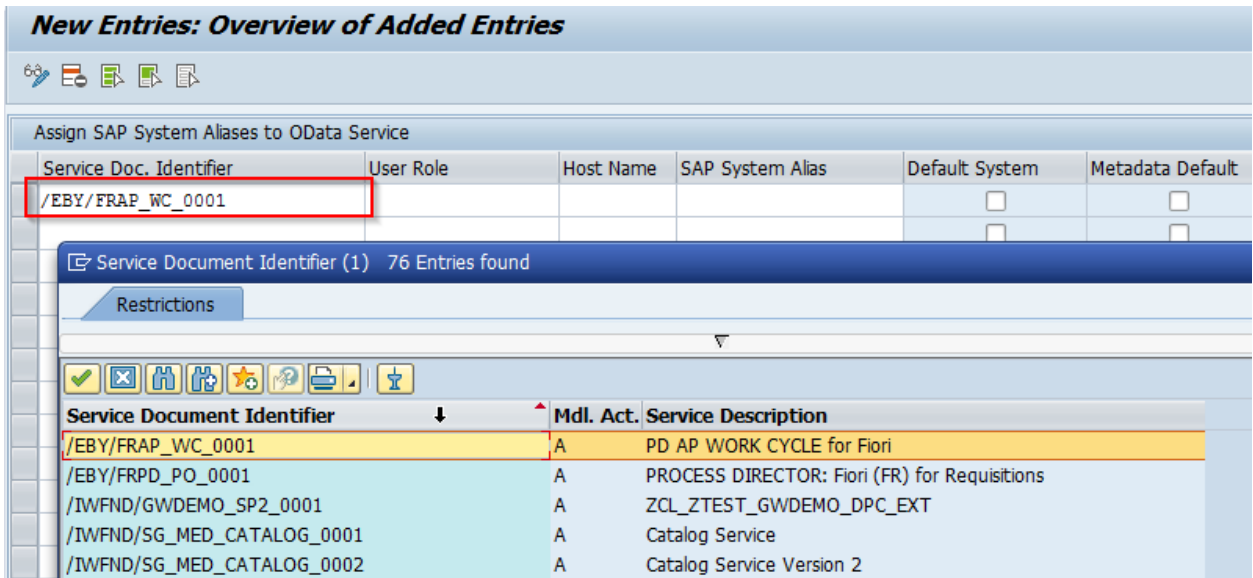 New Entries: Overview of Added Entries
Assign SAP System Aliases to OData Service
Service Doc. Identifier User Role Host Name SAP System Alias Default System Metadata Default
/EBY/FRAP_WC_0001
Service Document Identifier (1) 76 Entries found
Restrictions
Service Document Identifier Mdl. Act. Service Description
/EBY/FRAP_WC_0001 A PD AP WORK CYCLE for Fiori
/EBY/FRPD_PO_0001 A PROCESS DIRECTOR: Fiori (FR) for Requisitions
/IWFND/GWDEMO_SP2_0001 A ZCL_ZTEST_GWDEMO_DPC_EXT
/IWFND/SG_MED_CATALOG_0001 A Catalog Service
/IWFND/SG_MED_CATALOG_0002 A Catalog Service Version 2